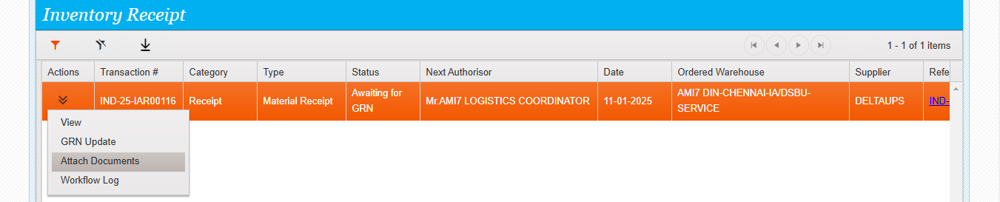 Inventory Receipt
1 - 1 of 1 items
Actions Transaction # Category Type Status Next Authorisor Date Ordered Warehouse Supplier Refe
IND-25-IAR00116 Receipt Material Receipt Awaiting for GRN Mr.AMI7 LOGISTICS COORDINATOR 11-01-2025 AMI7 DIN-CHENNAI-IA/DSBU-SERVICE DELTAUPS IND-
View
GRN Update
Attach Documents
Workflow Log